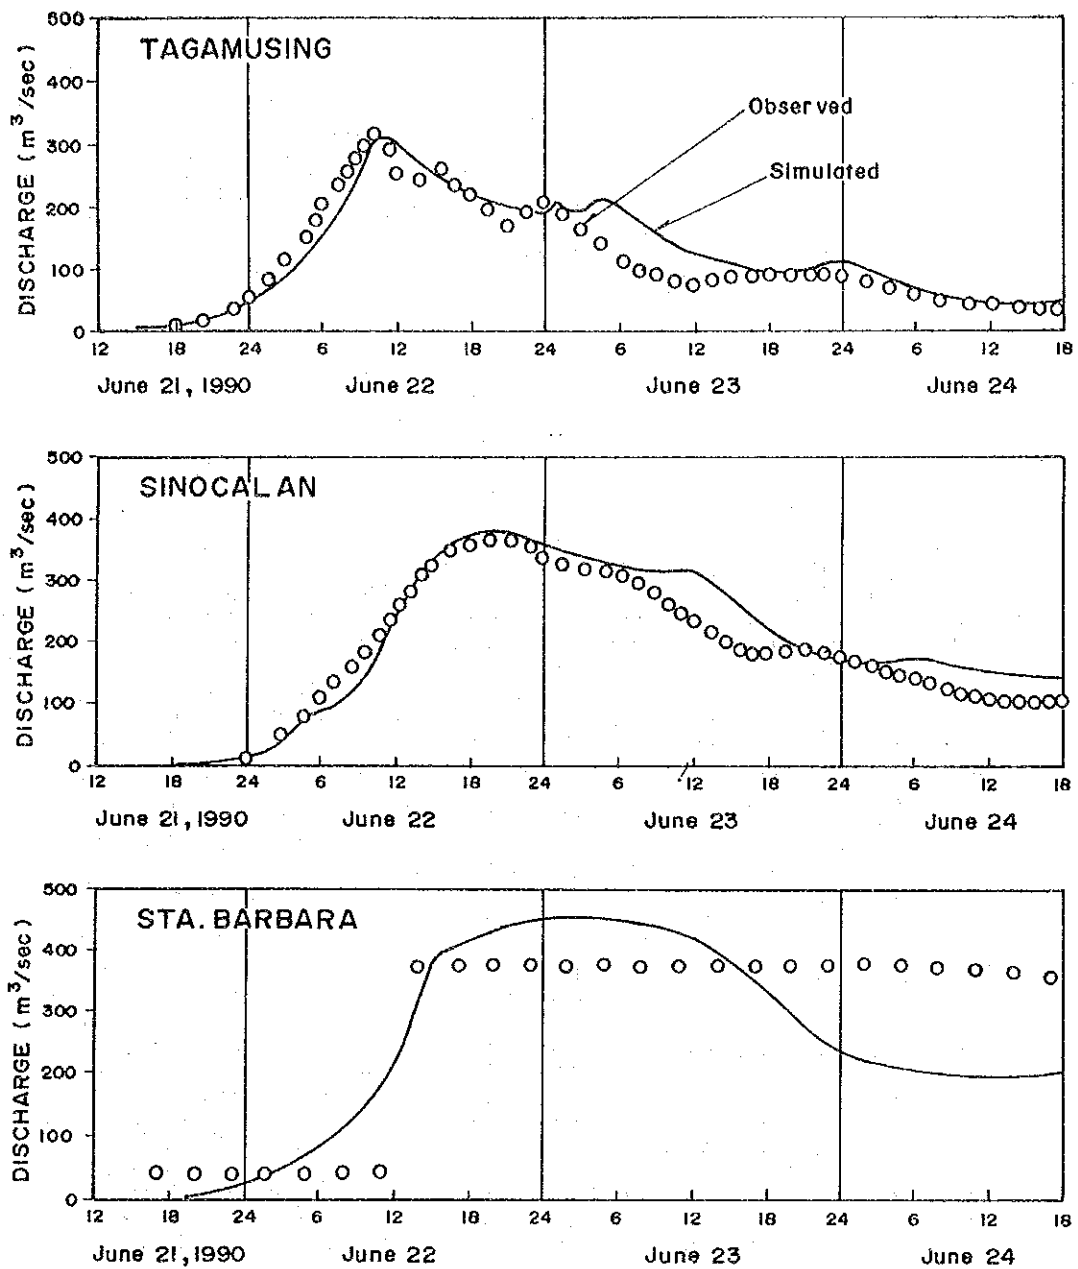 TAGAMUSING
DISCHARGE (m³/sec)
500
400
300
200
100
0
Observed
Simulated
12 18 24 6 12 18 24 6 12 18 24 6 12 18
June 21, 1990 June 22 June 23 June 24
SINOCALAN
DISCHARGE (m³/sec)
500
400
300
200
100
0
12 18 24 6 12 18 24 6 12 18 24 6 12 18
June 21, 1990 June 22 June 23 June 24
STA. BARBARA
DISCHARGE (m³/sec)
500
400
300
200
100
0
12 18 24 6 12 18 24 6 12 18 24 6 12 18
June 21, 1990 June 22 June 23 June 24